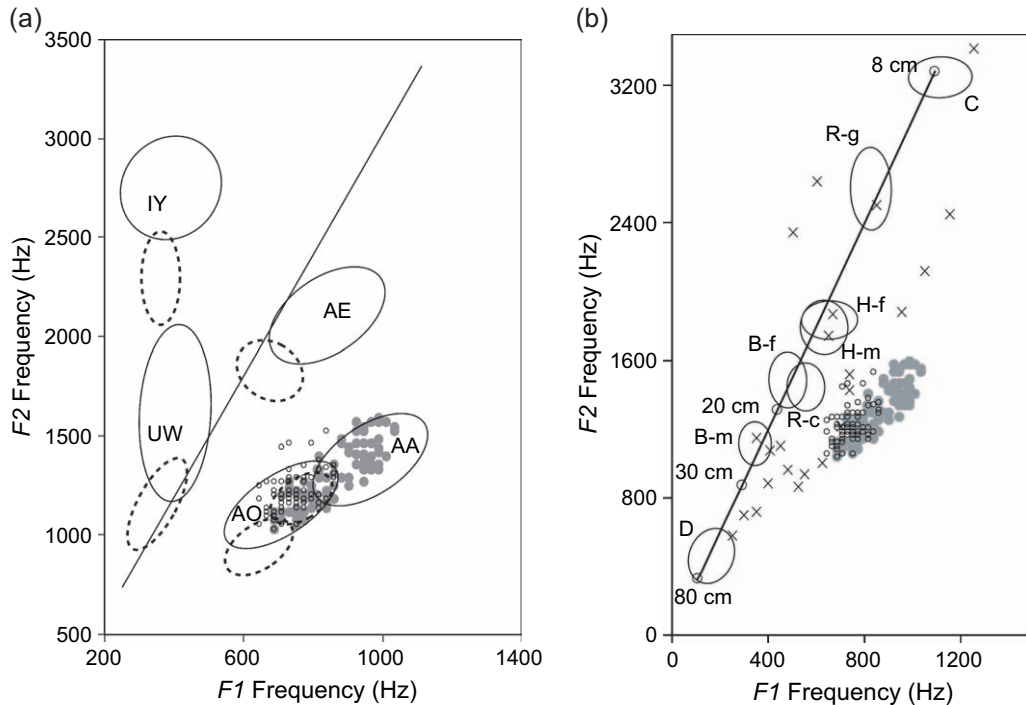 (a)
3500
3000
2500
2000
1500
1000
500
200
600
1000
1400
F2 Frequency (Hz)
F1 Frequency (Hz)
IY
AE
UW
AA
AO
(b)
3200
2400
1600
800
0
0
400
800
1200
F2 Frequency (Hz)
F1 Frequency (Hz)
8 cm
C
R-g
H-f
B-f
H-m
20 cm
R-c
B-m
30 cm
D
80 cm